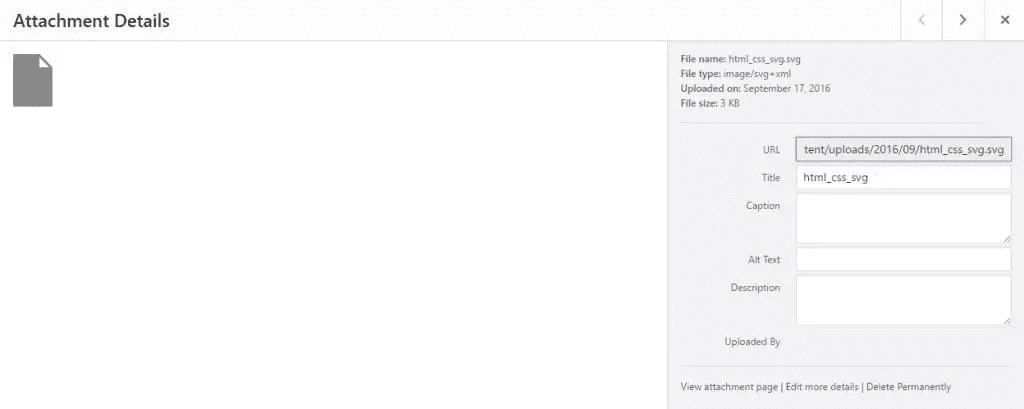 Attachment Details
File name: html_css_svg.svg
File type: image/svg+xml
Uploaded on: September 17, 2016
File size: 3 KB
URL tent/uploads/2016/09/html_css_svg.svg
Title html_css_svg
Caption
Alt Text
Description
Uploaded By
View attachment page | Edit more details | Delete Permanently